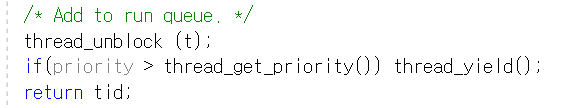 /* Add to run queue. */
thread_unblock (t);
if(priority > thread_get_priority()) thread_yield();
return tid;